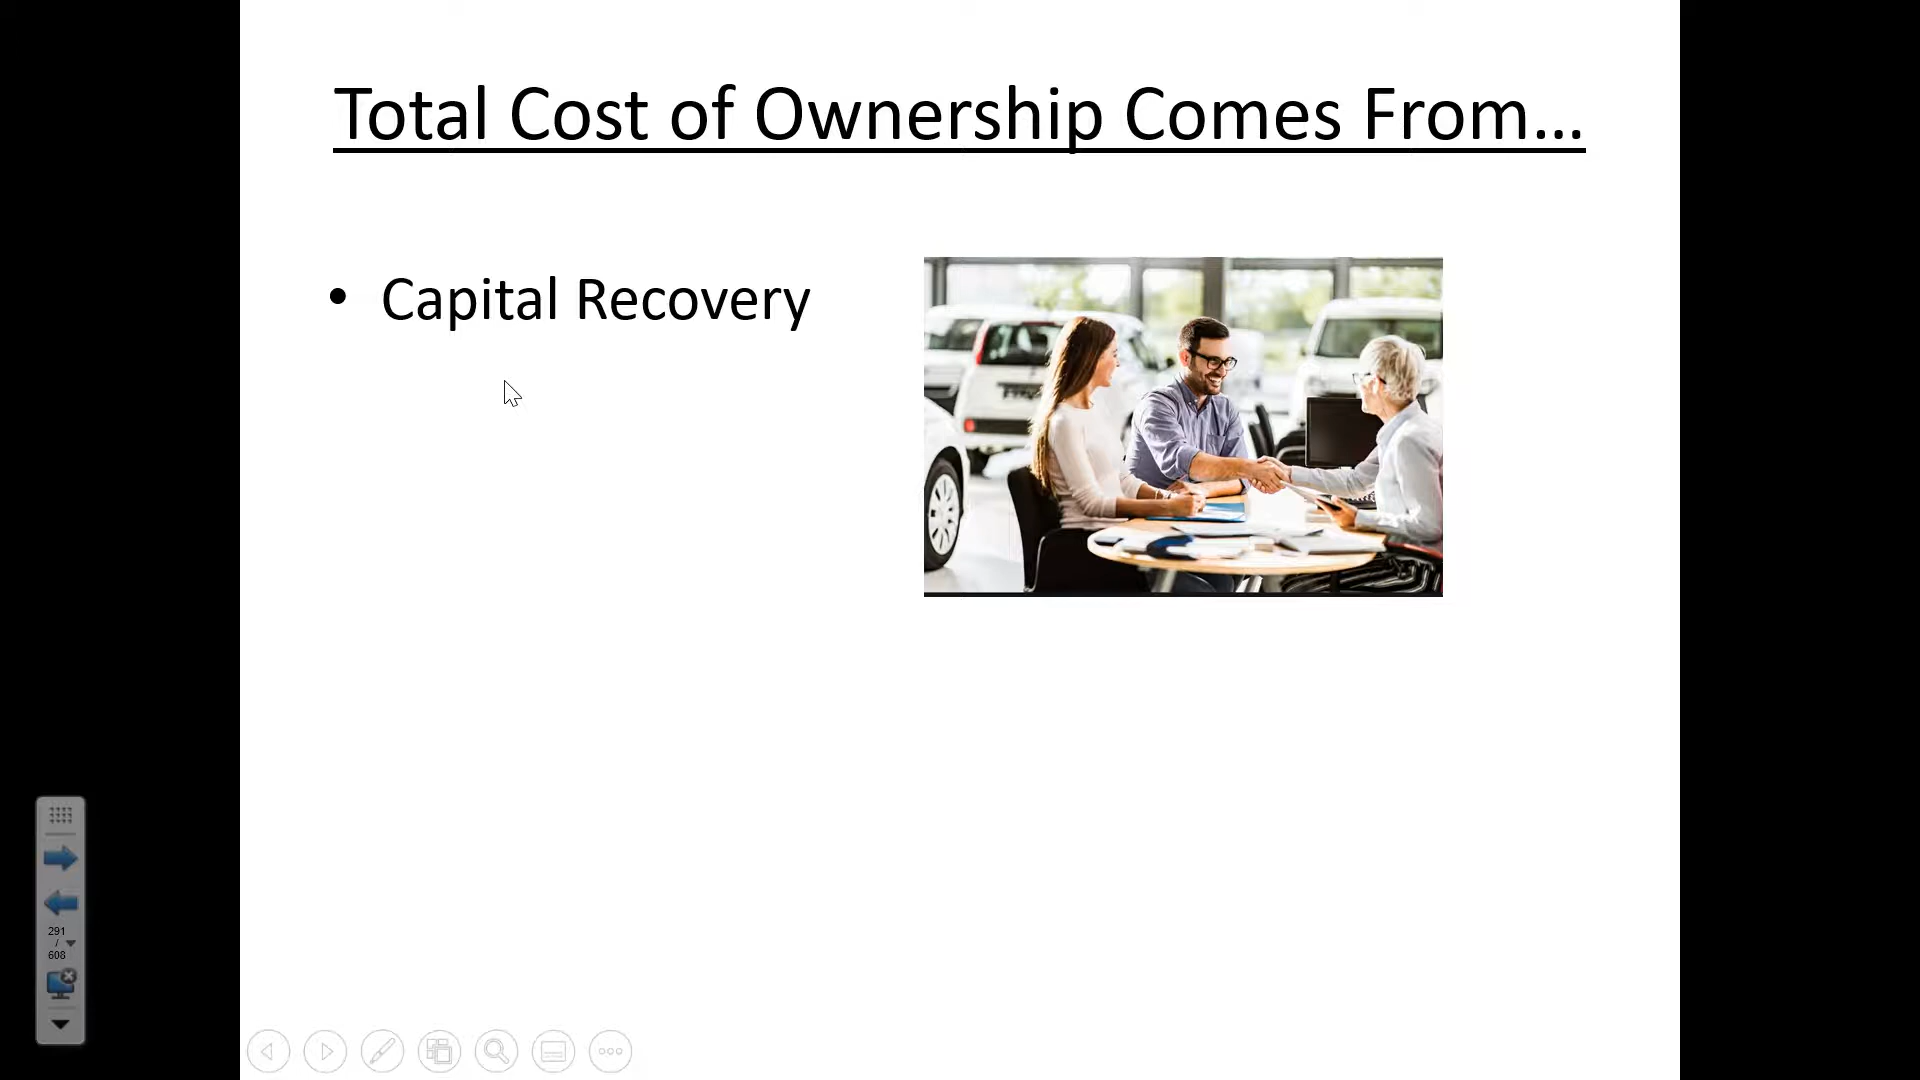 Total Cost of Ownership Comes From...
• Capital Recovery
291
/
608